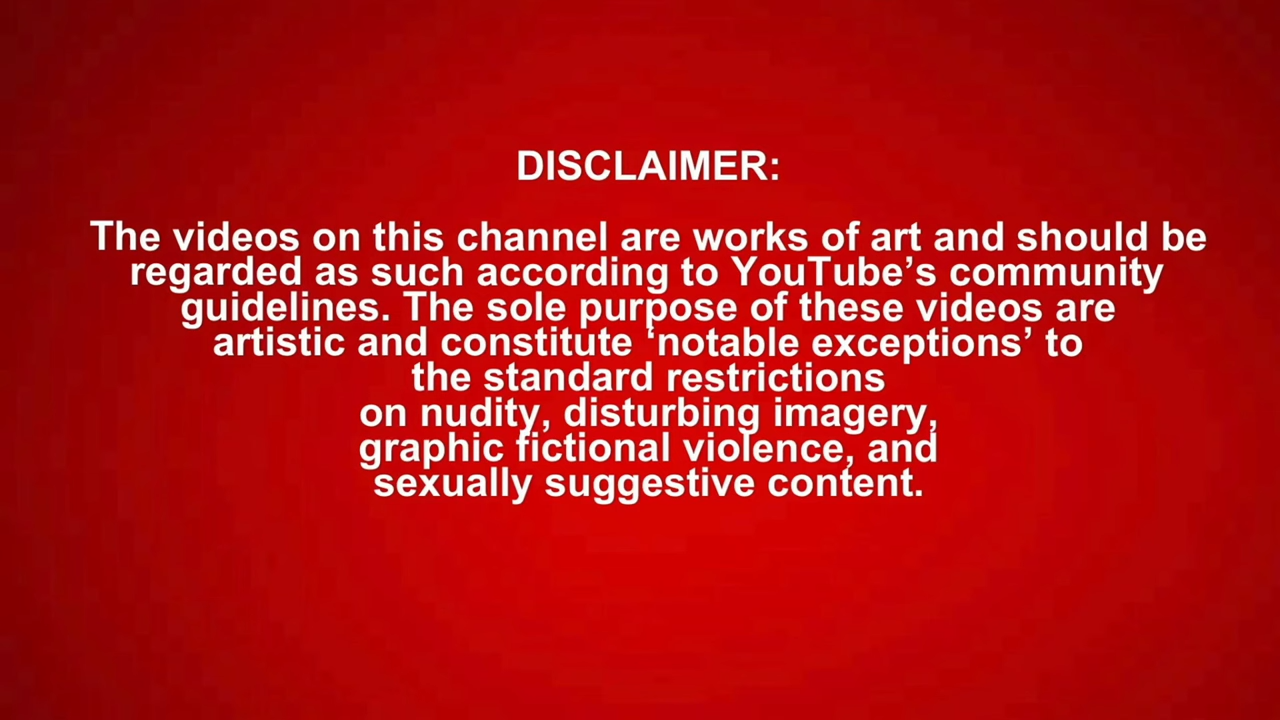 DISCLAIMER:
The videos on this channel are works of art and should be
regarded as such according to YouTube’s community
guidelines. The sole purpose of these videos are
artistic and constitute ‘notable exceptions’ to
the standard restrictions
on nudity, disturbing imagery,
graphic fictional violence, and
sexually suggestive content.